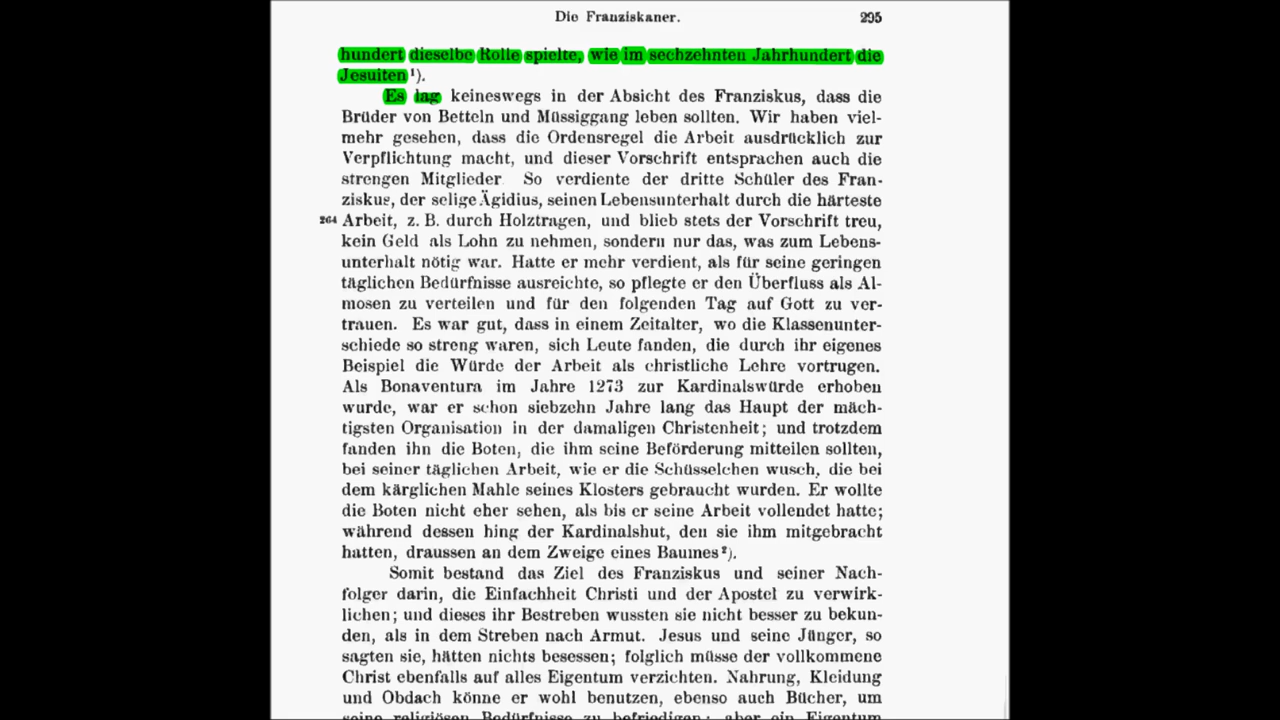 Die Franziskaner. 295
hundert dieselbe Rolle spielte, wie im sechzehnten Jahrhundert die
Jesuiten¹).
Es lag keineswegs in der Absicht des Franziskus, dass die
Brüder von Betteln und Müssiggang leben sollten. Wir haben viel-
mehr gesehen, dass die Ordensregel die Arbeit ausdrücklich zur
Verpflichtung macht, und dieser Vorschrift entsprachen auch die
strengen Mitglieder So verdiente der dritte Schüler des Fran-
ziskus, der selige Ägidius, seinen Lebensunterhalt durch die härteste
264 Arbeit, z. B. durch Holztragen, und blieb stets der Vorschrift treu,
kein Geld als Lohn zu nehmen, sondern nur das, was zum Lebens-
unterhalt nötig war. Hatte er mehr verdient, als für seine geringen
täglichen Bedürfnisse ausreichte, so pflegte er den Überfluss als Al-
mosen zu verteilen und für den folgenden Tag auf Gott zu ver-
trauen. Es war gut, dass in einem Zeitalter, wo die Klassenunter-
schiede so streng waren, sich Leute fanden, die durch ihr eigenes
Beispiel die Würde der Arbeit als christliche Lehre vortrugen.
Als Bonaventura im Jahre 1273 zur Kardinalswürde erhoben
wurde, war er schon siebzehn Jahre lang das Haupt der mäch-
tigsten Organisation in der damaligen Christenheit; und trotzdem
fanden ihn die Boten, die ihm seine Beförderung mitteilen sollten,
bei seiner täglichen Arbeit, wie er die Schüsselchen wusch, die bei
dem kärglichen Mahle seines Klosters gebraucht wurden. Er wollte
die Boten nicht eher sehen, als bis er seine Arbeit vollendet hatte;
während dessen hing der Kardinalshut, den sie ihm mitgebracht
hatten, draussen an dem Zweige eines Baumes²).
Somit bestand das Ziel des Franziskus und seiner Nach-
folger darin, die Einfachheit Christi und der Apostel zu verwirk-
lichen; und dieses ihr Bestreben wussten sie nicht besser zu bekun-
den, als in dem Streben nach Armut. Jesus und seine Jünger, so
sagten sie, hätten nichts besessen; folglich müsse der vollkommene
Christ ebenfalls auf alles Eigentum verzichten. Nahrung, Kleidung
und Obdach könne er wohl benutzen, ebenso auch Bücher, um
seine religiösen Bedürfnisse zu befriedigen; aber ein Eigentum